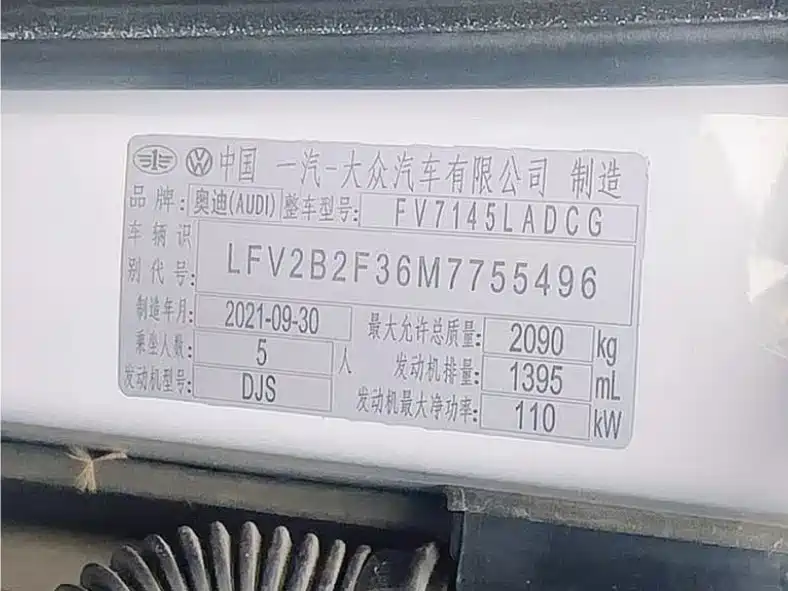 中国 一汽-大众汽车有限公司 制造
品牌: 奥迪(AUDI) 整车型号: FV7145LADCG
车辆识别代号: LFV2B2F36M7755496
制造年月: 2021-09-30 最大允许总质量: 2090 kg
乘坐人数: 5 人 发动机排量: 1395 mL
发动机型号: DJS 发动机最大净功率: 110 kW